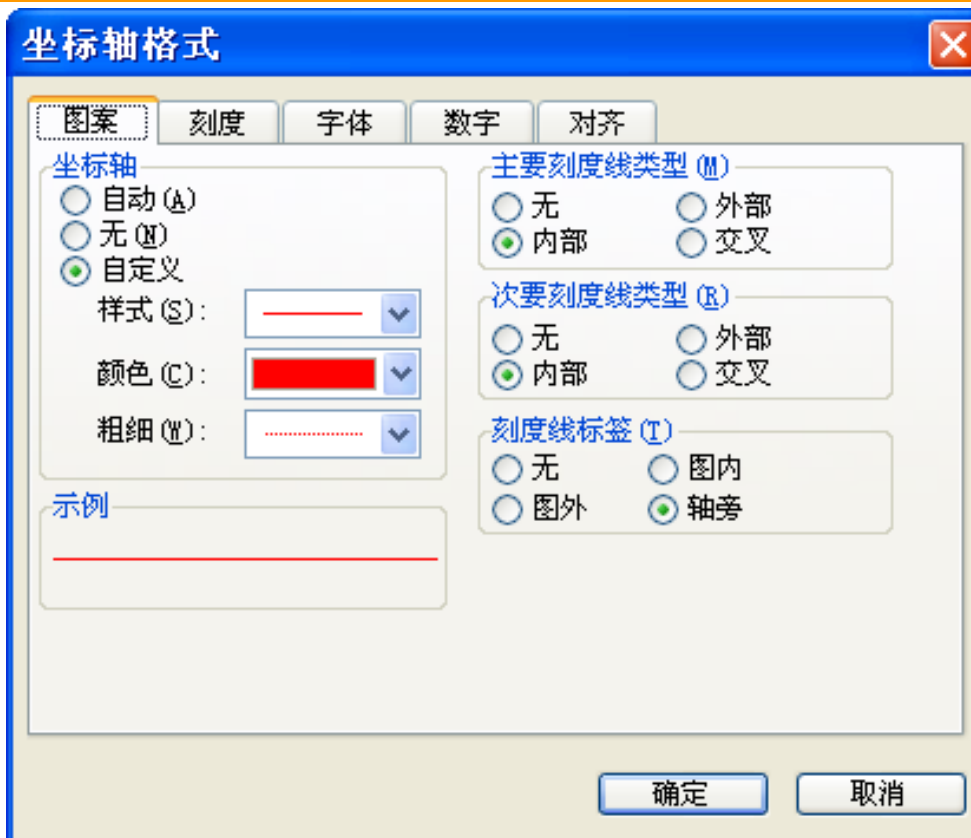 坐标轴格式
图案 刻度 字体 数字 对齐
坐标轴
自动(A)
无(N)
自定义
样式(S):
颜色(C):
粗细(W):
示例
主要刻度线类型(M)
无 外部
内部 交叉
次要刻度线类型(R)
无 外部
内部 交叉
刻度线标签(T)
无 图内
图外 轴旁
确定 取消